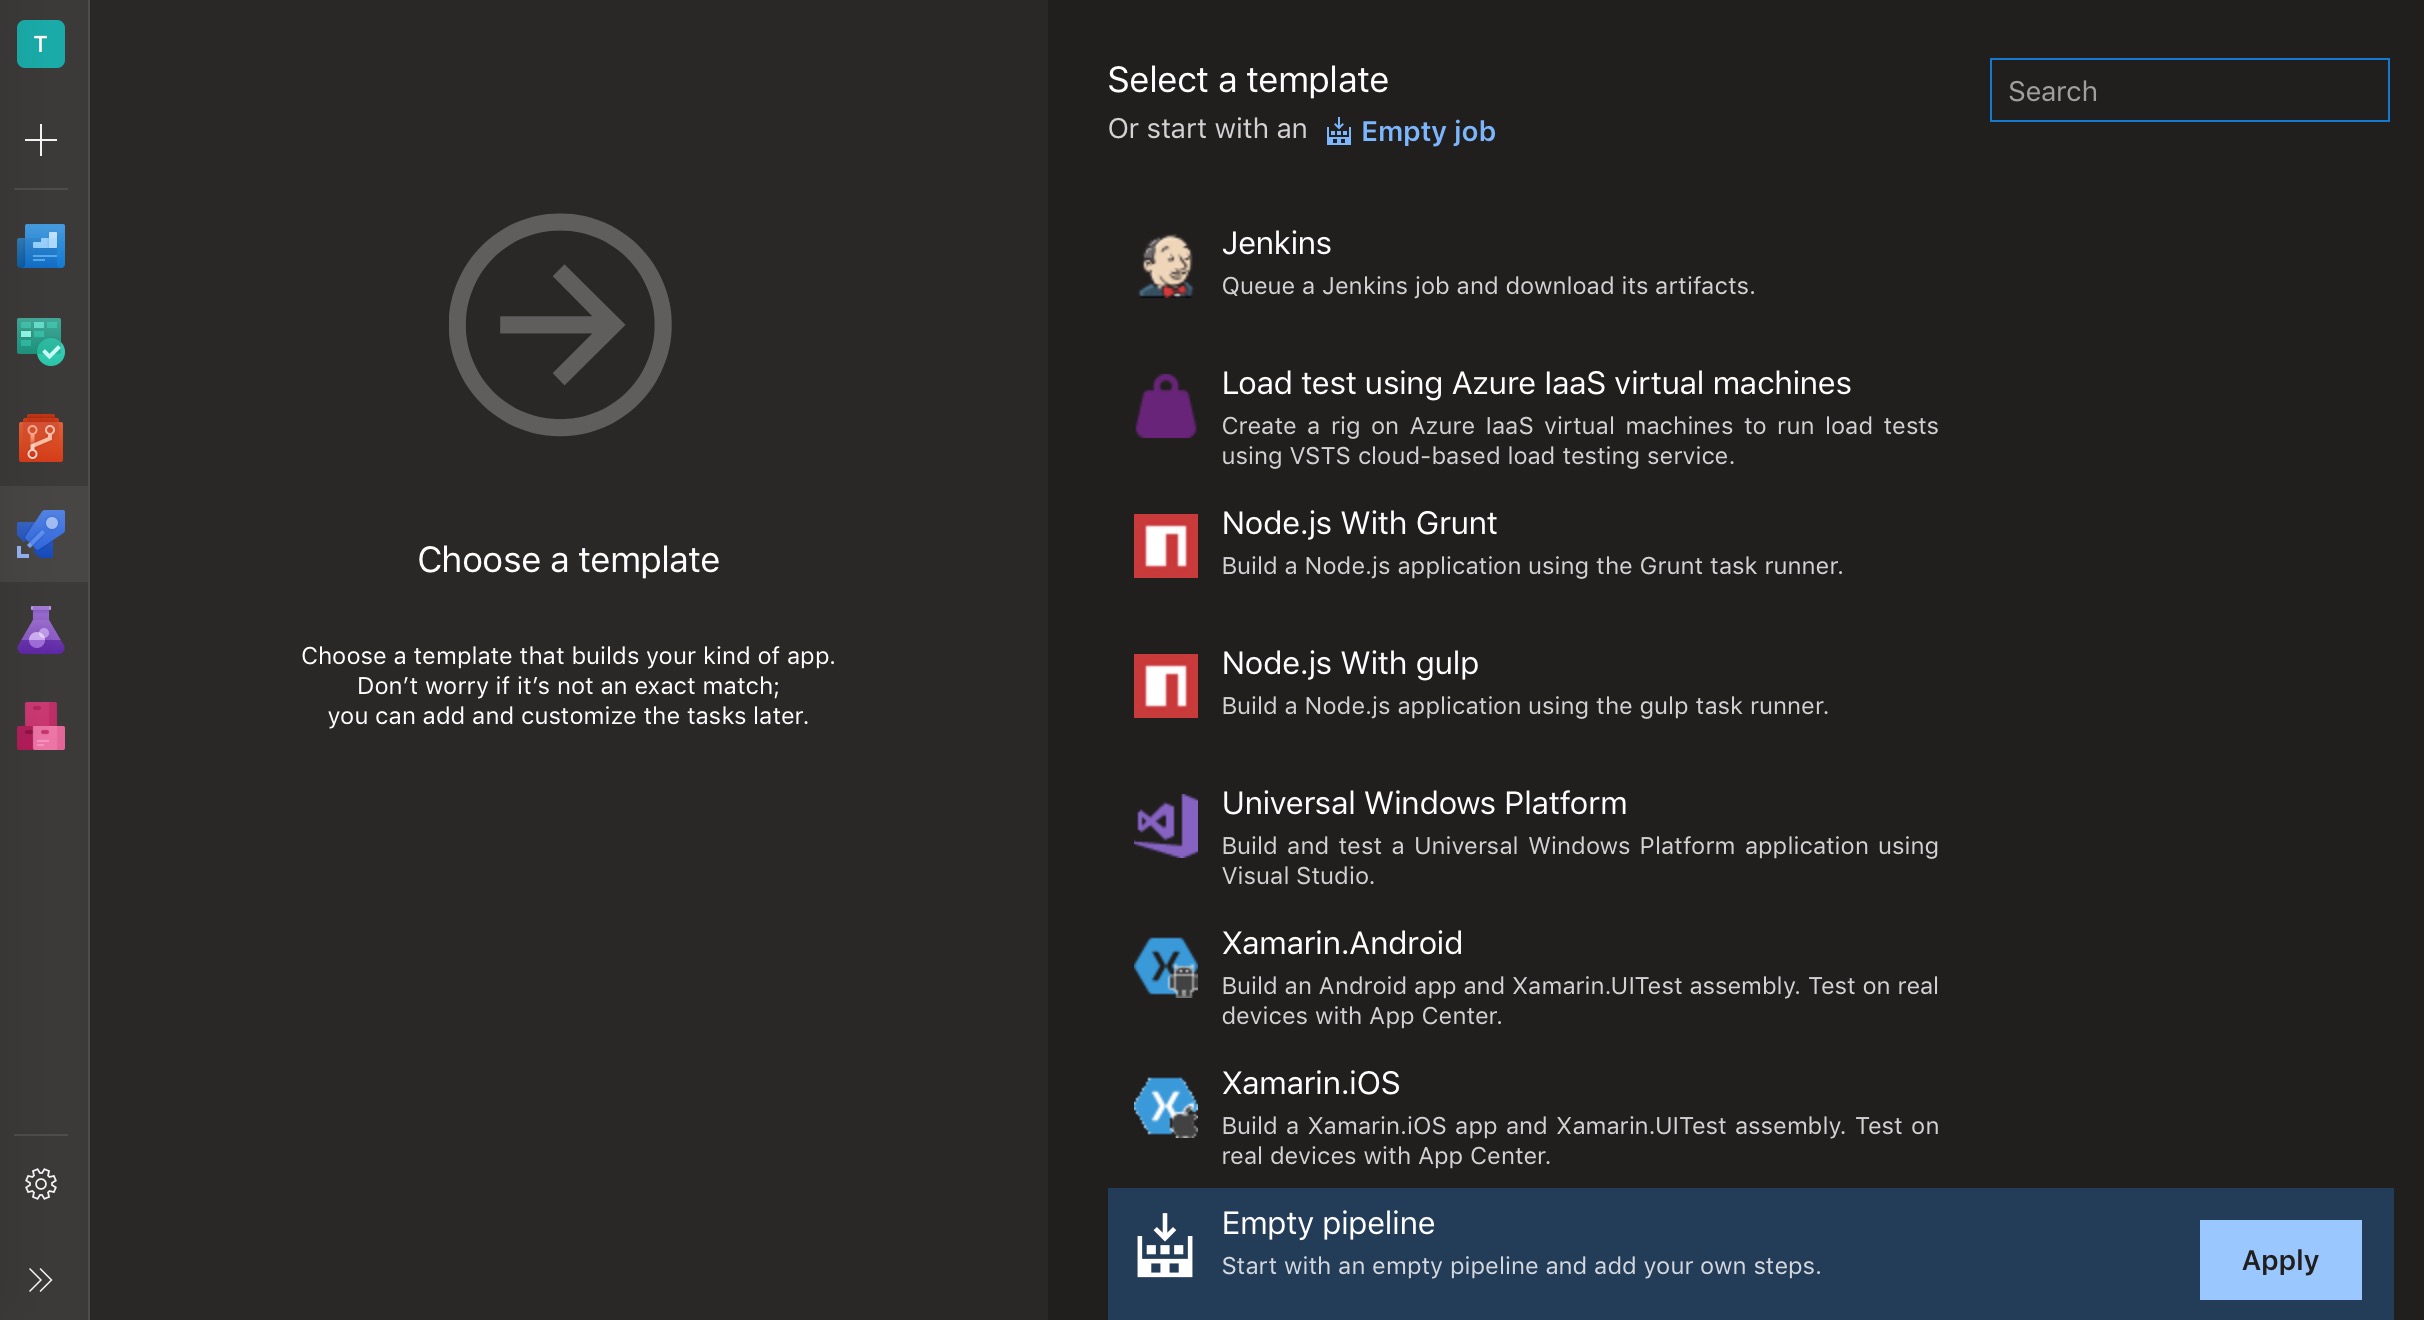 T
Choose a template
Choose a template that builds your kind of app.
Don’t worry if it’s not an exact match;
you can add and customize the tasks later.
Select a template
Or start with an Empty job
Search
Jenkins
Queue a Jenkins job and download its artifacts.
Load test using Azure IaaS virtual machines
Create a rig on Azure IaaS virtual machines to run load tests
using VSTS cloud-based load testing service.
Node.js With Grunt
Build a Node.js application using the Grunt task runner.
Node.js With gulp
Build a Node.js application using the gulp task runner.
Universal Windows Platform
Build and test a Universal Windows Platform application using
Visual Studio.
Xamarin.Android
Build an Android app and Xamarin.UITest assembly. Test on real
devices with App Center.
Xamarin.iOS
Build a Xamarin.iOS app and Xamarin.UITest assembly. Test on
real devices with App Center.
Empty pipeline
Start with an empty pipeline and add your own steps.
Apply